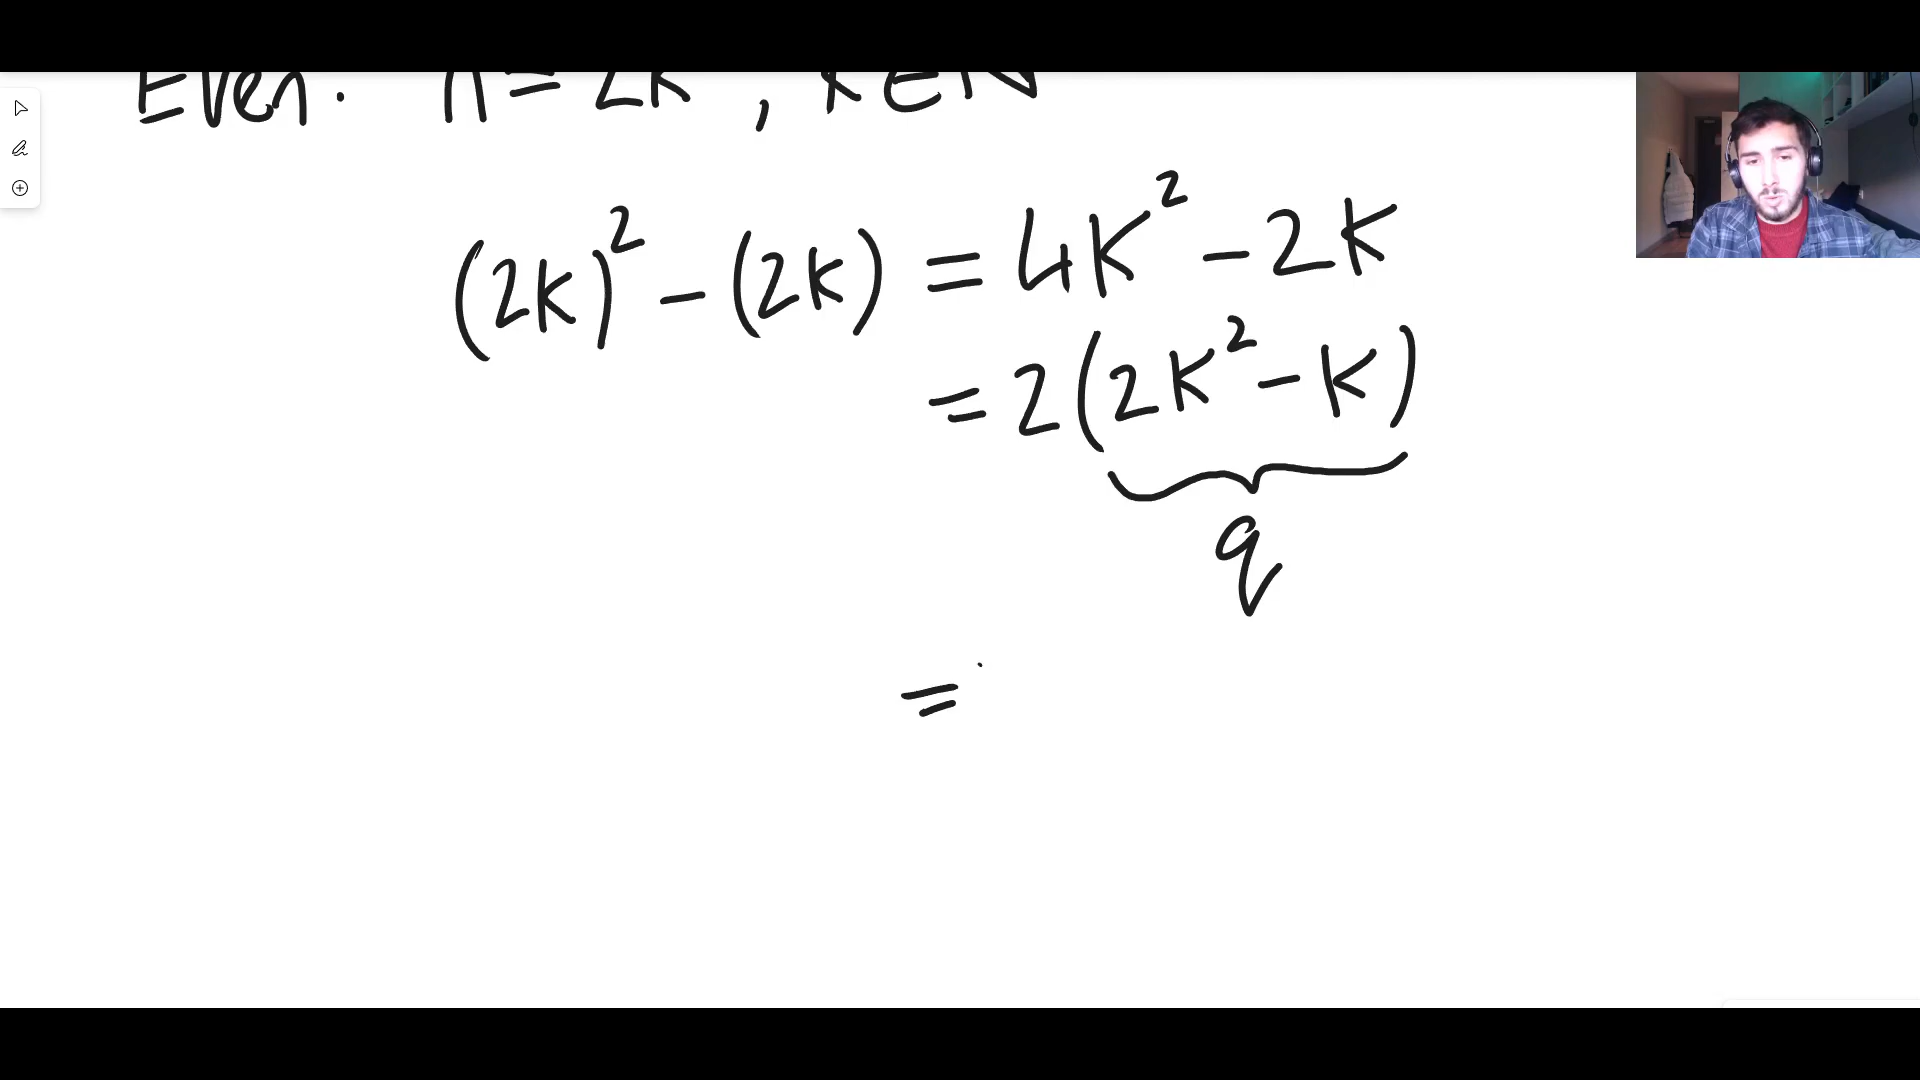 Even: n = 2k , k ∈ N
(2k)² - (2k) = 4k² - 2k
= 2(2k² - k)
q
=